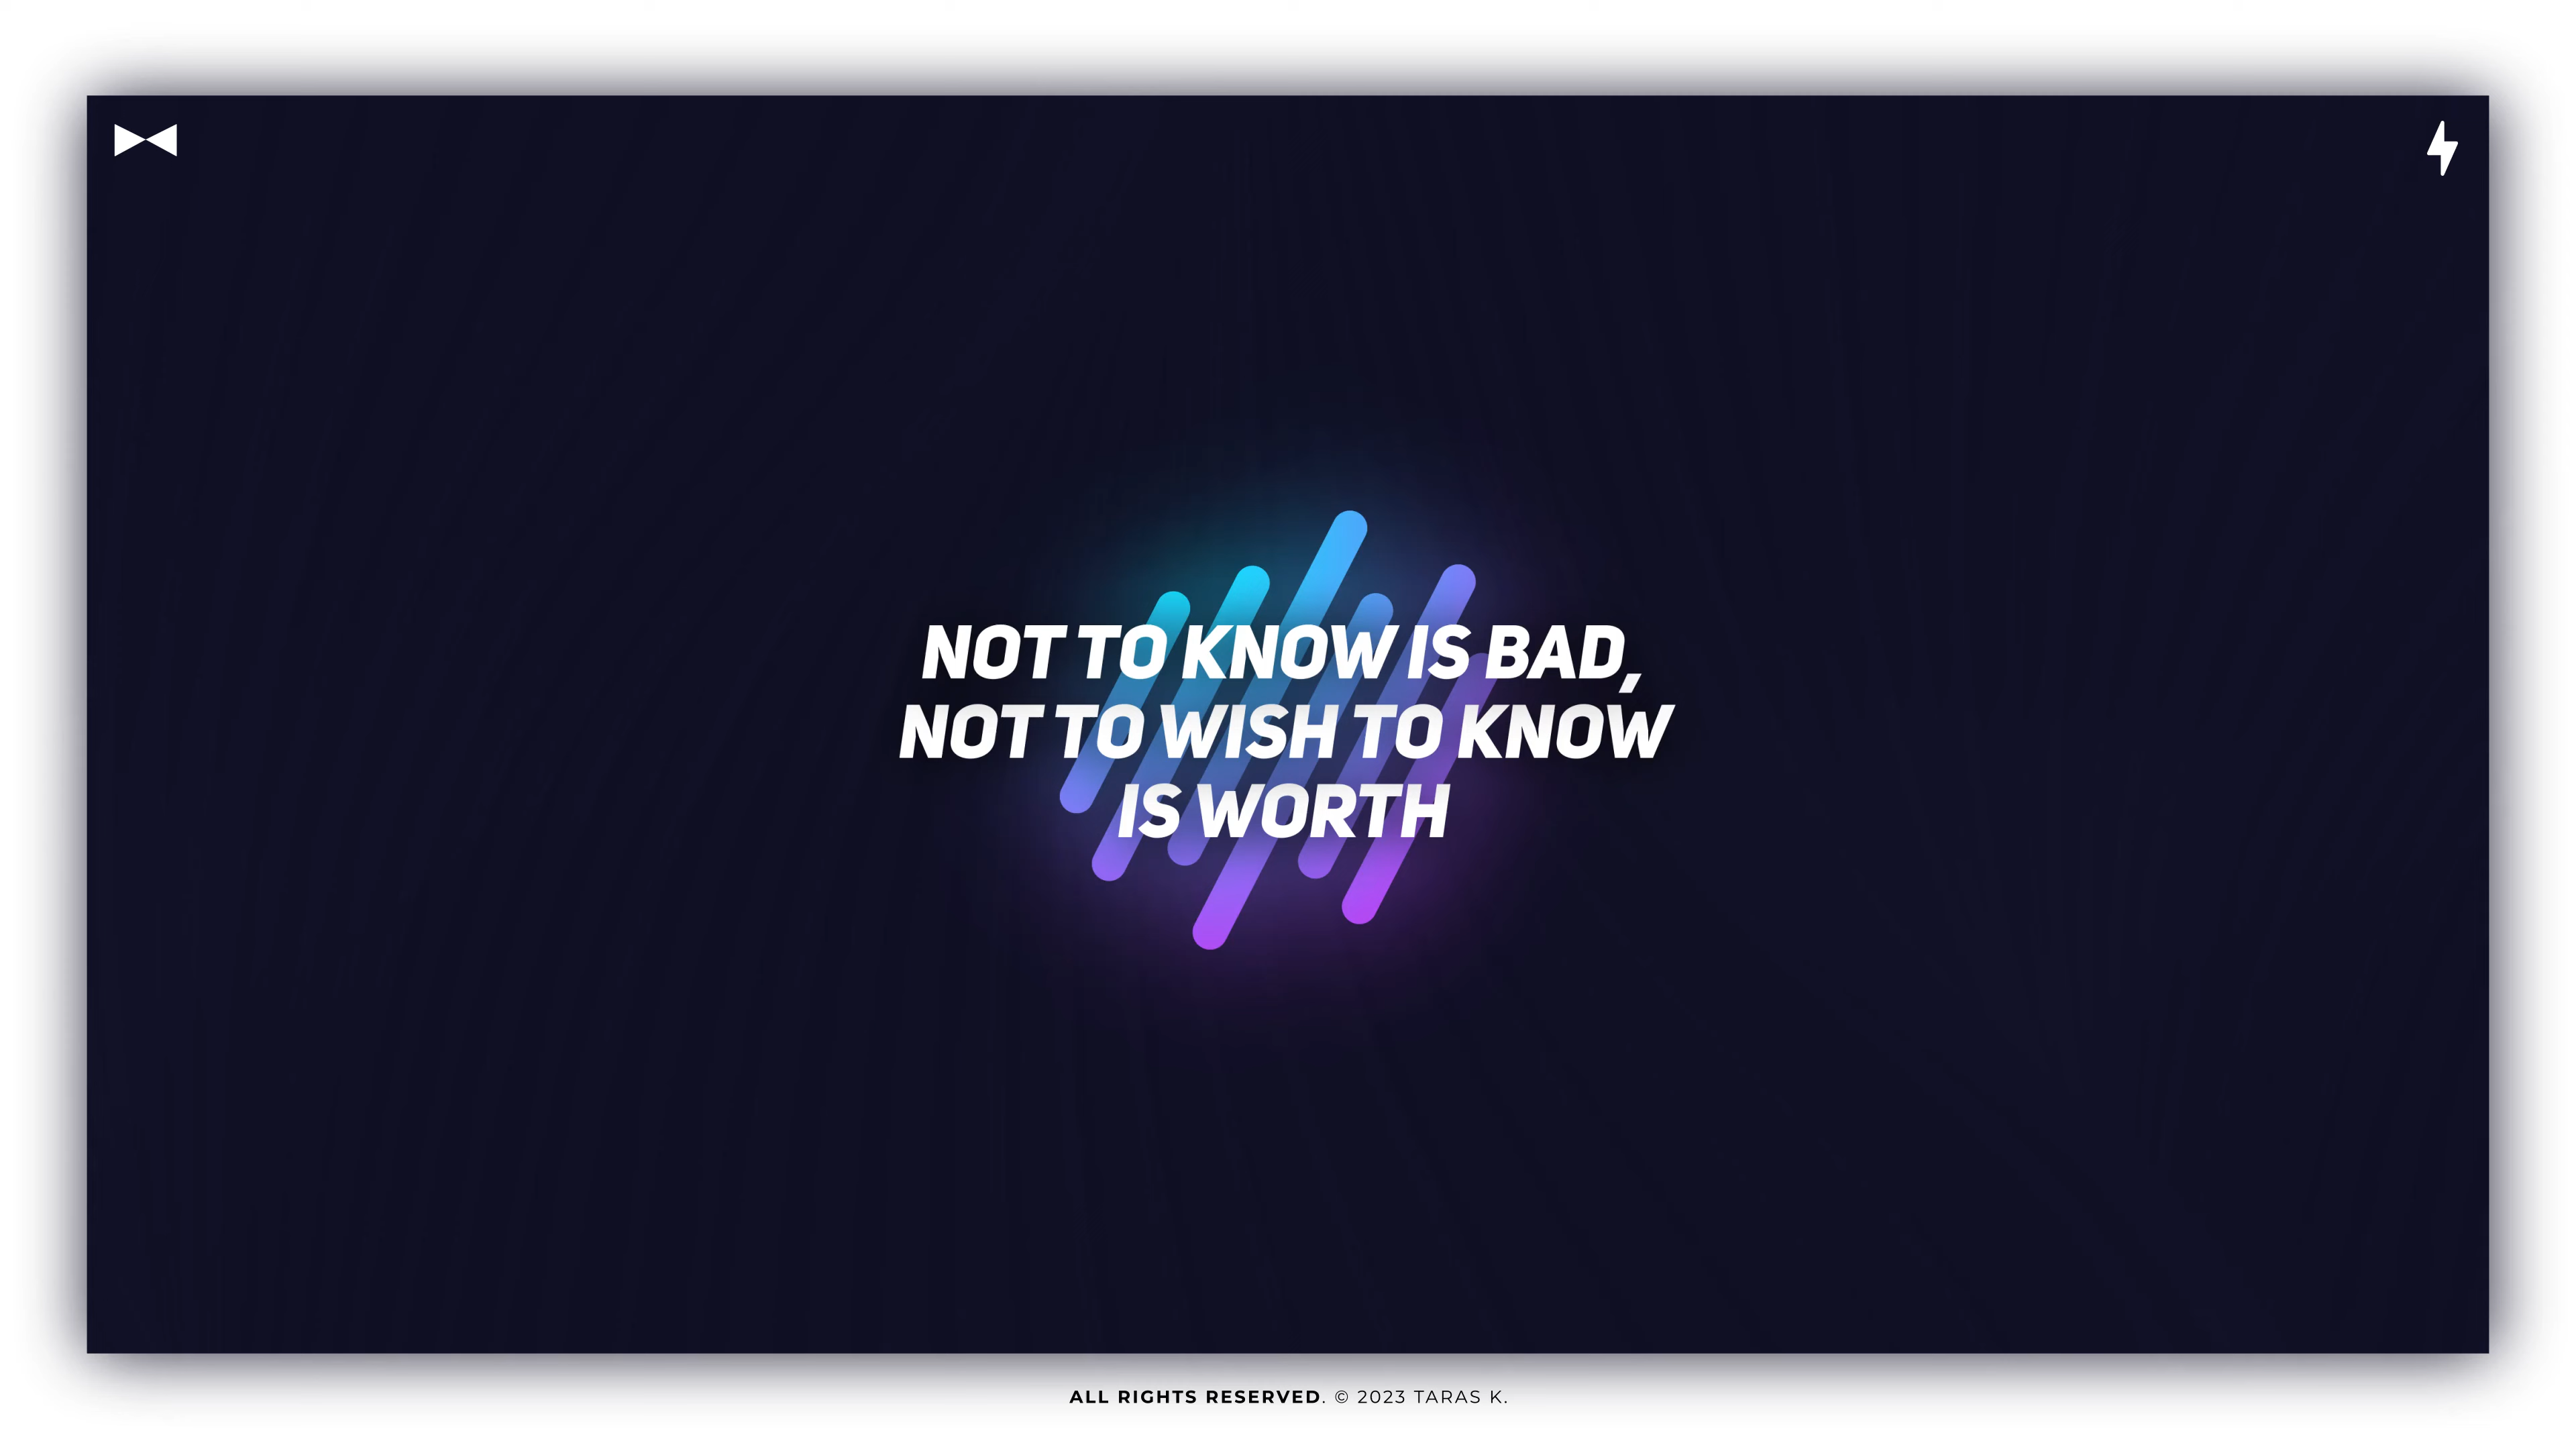 NOT TO KNOW IS BAD,
NOT TO WISH TO KNOW
IS WORTH
ALL RIGHTS RESERVED. © 2023 TARAS K.